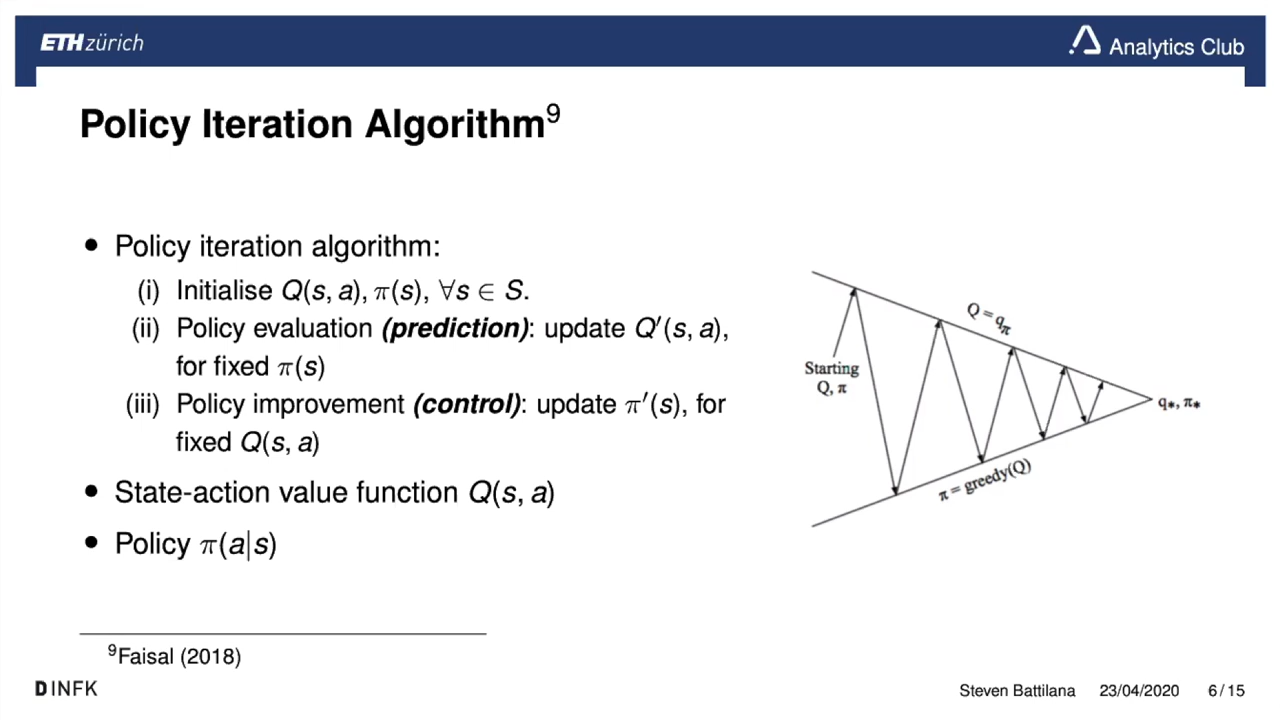 ETH zürich
Analytics Club
Policy Iteration Algorithm⁹
• Policy iteration algorithm:
(i) Initialise Q(s, a), π(s), ∀s ∈ S.
(ii) Policy evaluation (prediction): update Q′(s, a),
for fixed π(s)
(iii) Policy improvement (control): update π′(s), for
fixed Q(s, a)
• State-action value function Q(s, a)
• Policy π(a|s)
Q = qπ
Starting
Q, π
q*, π*
π = greedy(Q)
⁹Faisal (2018)
D INFK
Steven Battilana 23/04/2020 6 / 15